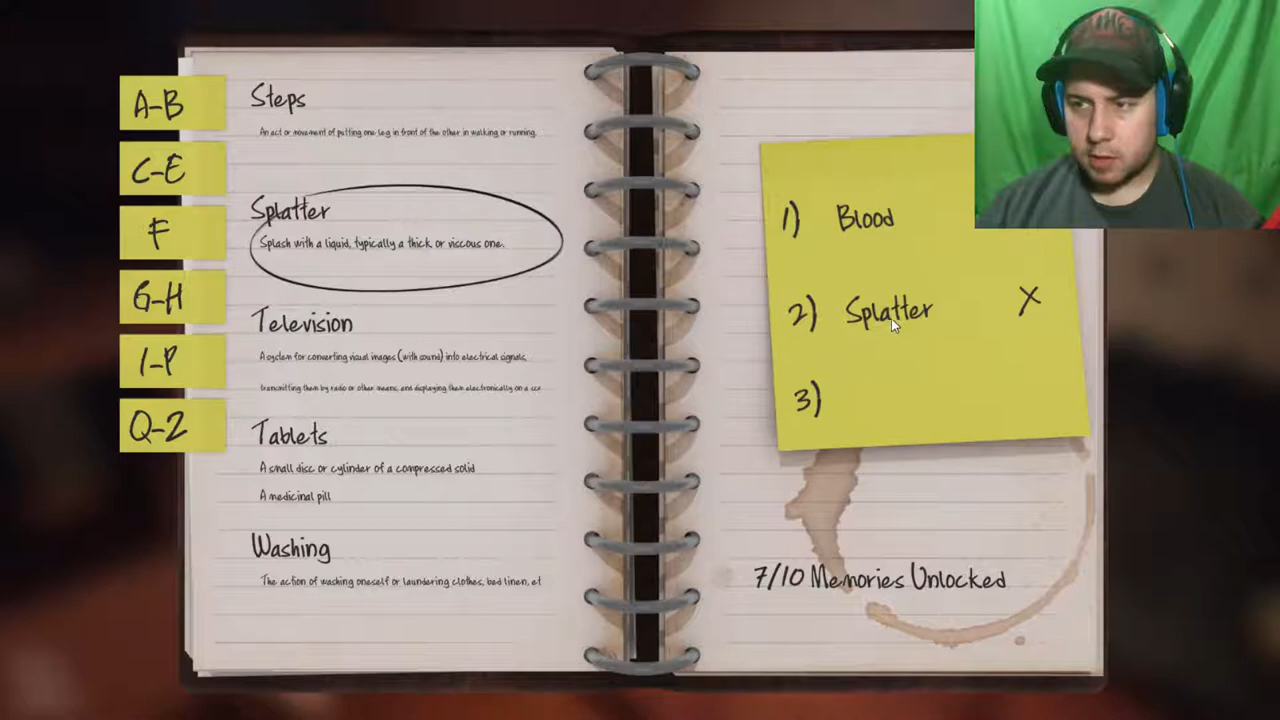 A-B
C-E
F
G-H
I-P
Q-Z
Steps
An act or movement of putting one leg in front of the other in walking or running.
Splatter
Splash with a liquid, typically a thick or viscous one.
Television
A system for converting visual images (with sound) into electrical signals,
transmitting them by radio or other means, and displaying them electronically on a
Tablets
A small disc or cylinder of a compressed solid
A medicinal pill
Washing
The action of washing oneself or laundering clothes, bed linen, et
1) Blood
2) Splatter X
3)
7/10 Memories Unlocked